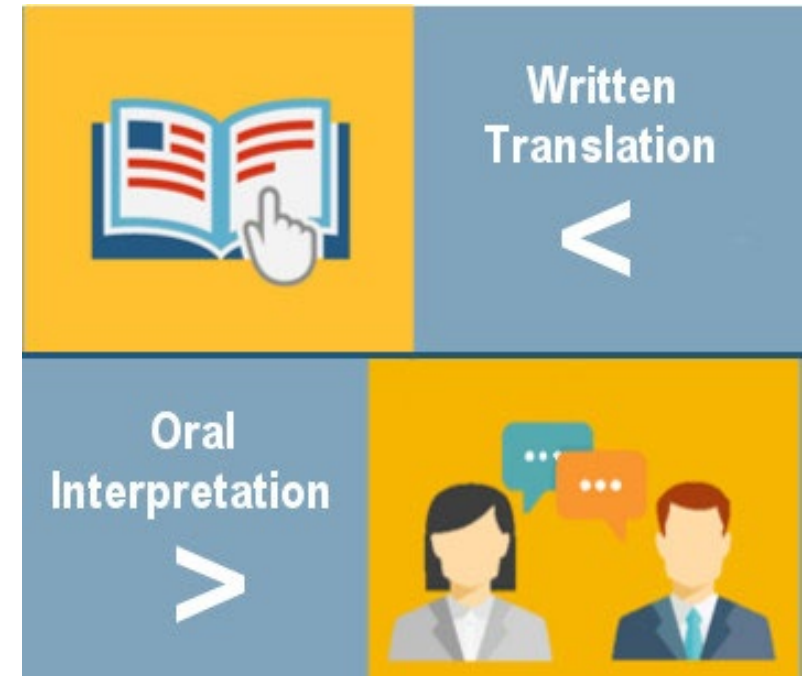 Written
Translation
<
Oral
Interpretation
>